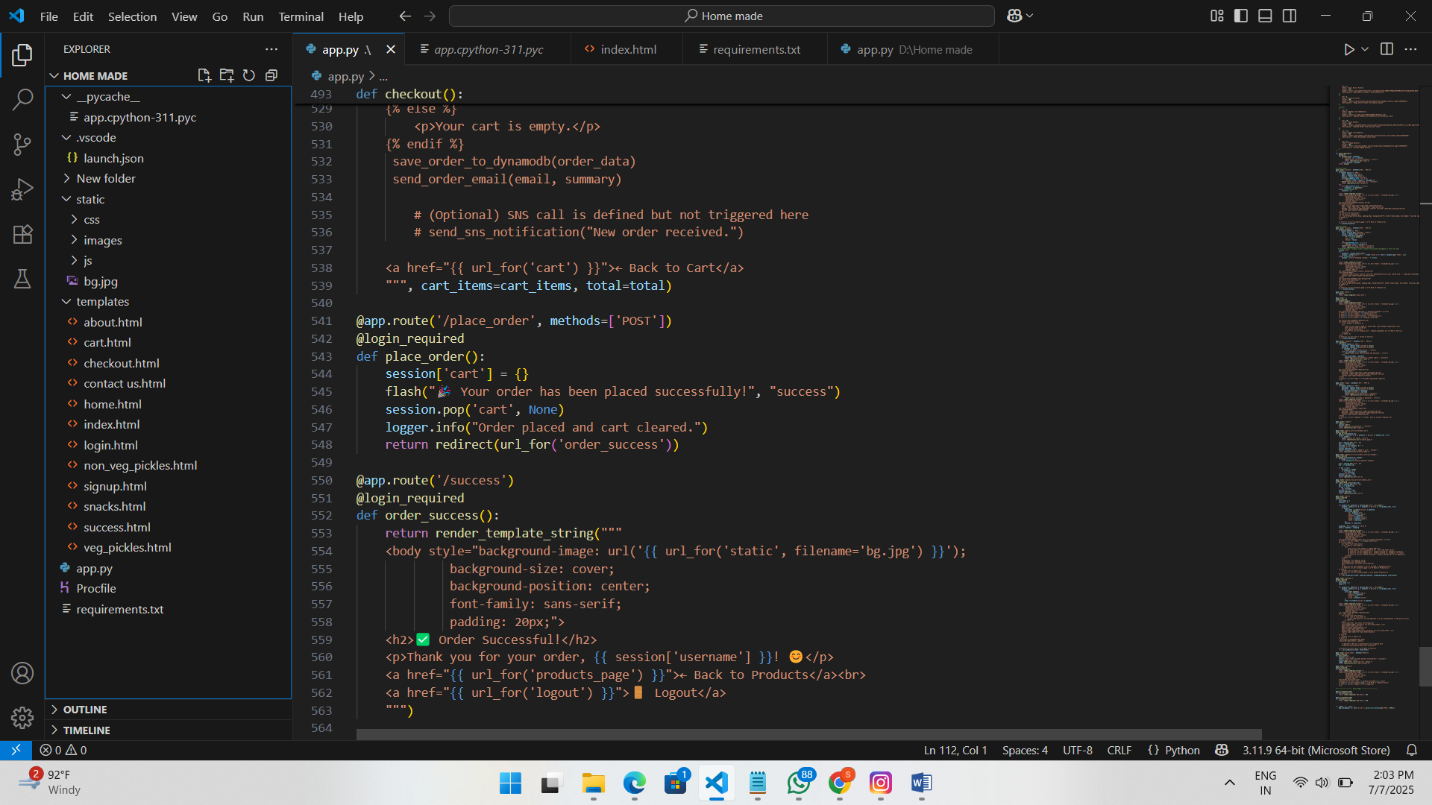 File Edit Selection View Go Run Terminal Help
Home made
EXPLORER
HOME MADE
__pycache__
app.cpython-311.pyc
.vscode
launch.json
New folder
static
css
images
js
bg.jpg
templates
about.html
cart.html
checkout.html
contact us.html
home.html
index.html
login.html
non_veg_pickles.html
signup.html
snacks.html
success.html
veg_pickles.html
app.py
Procfile
requirements.txt
OUTLINE
TIMELINE
app.py .\ app.cpython-311.pyc index.html requirements.txt app.py D:\Home made
app.py > ...
493 def checkout():
529 {% else %}
530 <p>Your cart is empty.</p>
531 {% endif %}
532 save_order_to_dynamodb(order_data)
533 send_order_email(email, summary)
534
535 # (Optional) SNS call is defined but not triggered here
536 # send_sns_notification("New order received.")
537
538 <a href="{{ url_for('cart') }}">← Back to Cart</a>
539 """, cart_items=cart_items, total=total)
540
541 @app.route('/place_order', methods=['POST'])
542 @login_required
543 def place_order():
544 session['cart'] = {}
545 flash("🎉 Your order has been placed successfully!", "success")
546 session.pop('cart', None)
547 logger.info("Order placed and cart cleared.")
548 return redirect(url_for('order_success'))
549
550 @app.route('/success')
551 @login_required
552 def order_success():
553 return render_template_string("""
554 <body style="background-image: url('{{ url_for('static', filename='bg.jpg') }}');
555 background-size: cover;
556 background-position: center;
557 font-family: sans-serif;
558 padding: 20px;">
559 <h2>✅ Order Successful!</h2>
560 <p>Thank you for your order, {{ session['username'] }}! 😊</p>
561 <a href="{{ url_for('products_page') }}">← Back to Products</a><br>
562 <a href="{{ url_for('logout') }}">🚪 Logout</a>
563 """)
564
0 0 Ln 112, Col 1 Spaces: 4 UTF-8 CRLF {} Python 3.11.9 64-bit (Microsoft Store)
2 92°F
Windy
1 88 S
ENG
IN
2:03 PM
7/7/2025